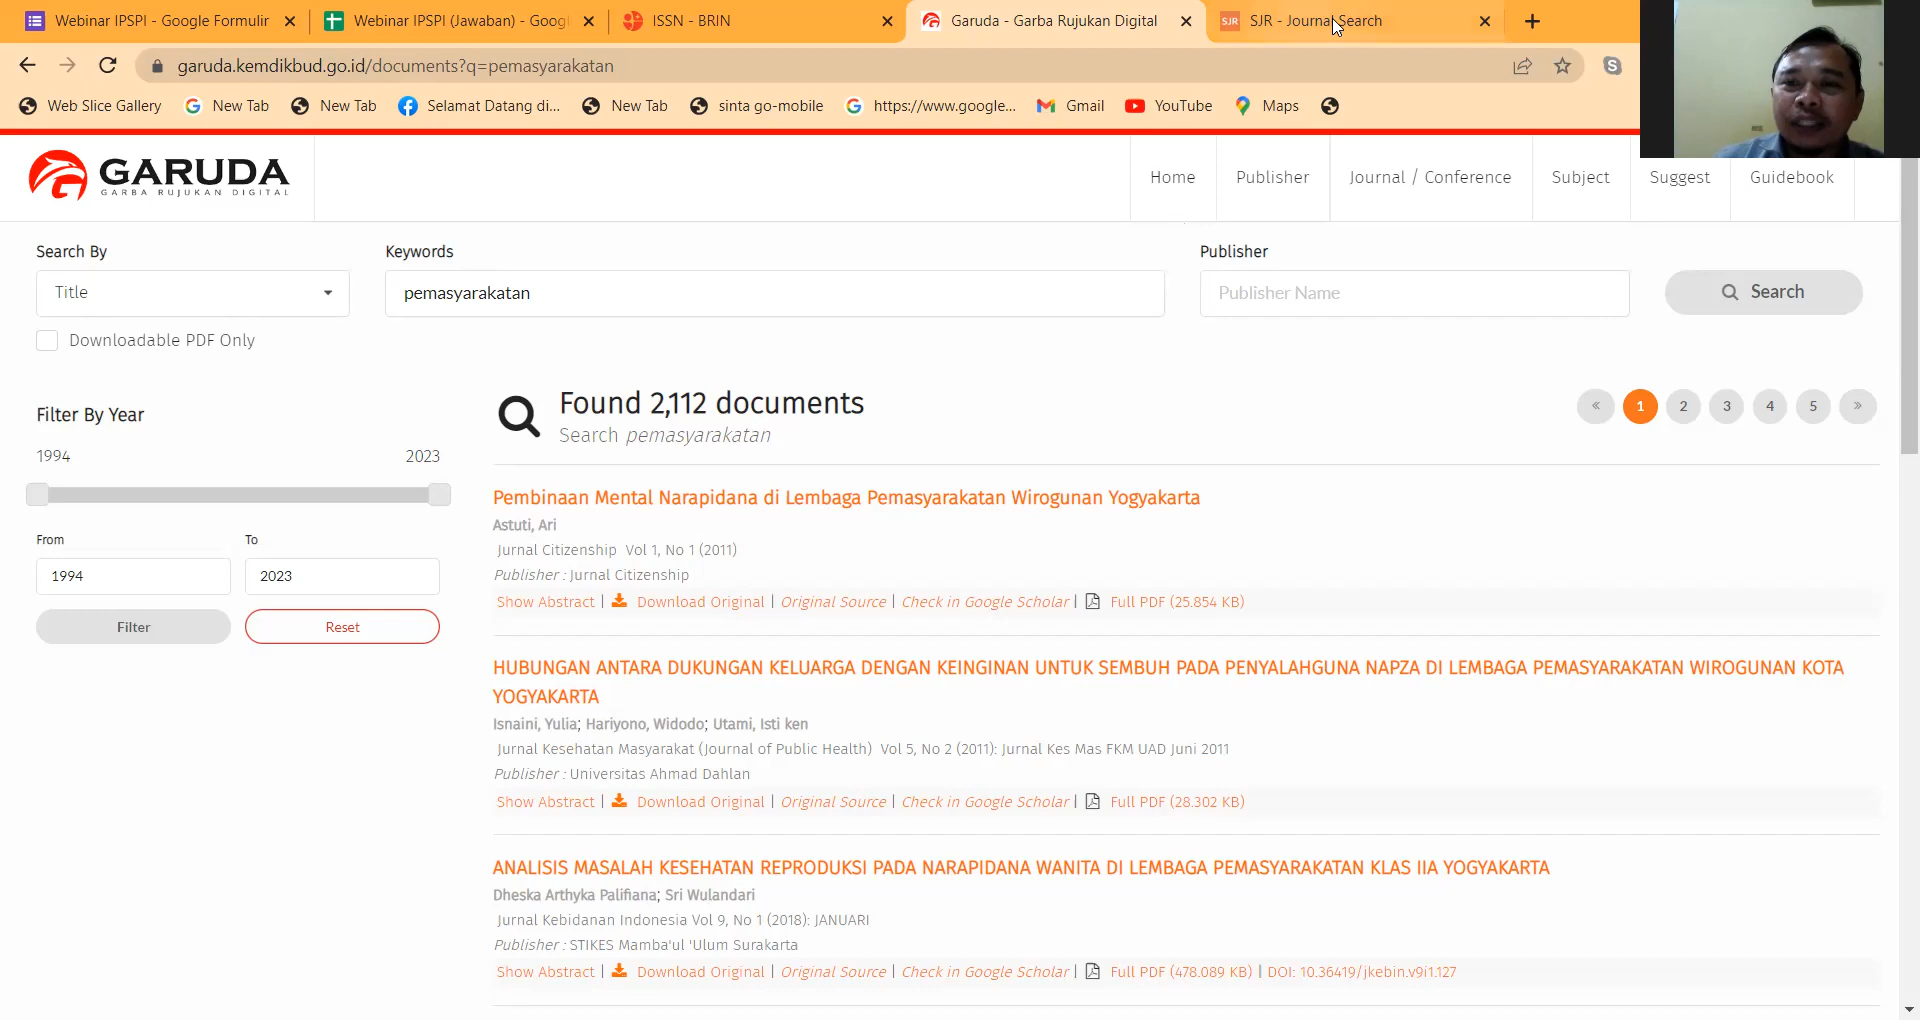 Webinar IPSPI - Google Formulir
Webinar IPSPI (Jawaban) - Goog
ISSN - BRIN
Garuda - Garba Rujukan Digital
SJR SJR - Journal Search
garuda.kemdikbud.go.id/documents?q=pemasyarakatan
Web Slice Gallery
New Tab
New Tab
Selamat Datang di...
New Tab
sinta go-mobile
https://www.google...
Gmail
YouTube
Maps
GARUDA
GARBA RUJUKAN DIGITAL
Home
Publisher
Journal / Conference
Subject
Suggest
Guidebook
Search By
Keywords
Publisher
Title
pemasyarakatan
Publisher Name
Search
Downloadable PDF Only
Filter By Year
1994 2023
From To
1994 2023
Filter Reset
Found 2,112 documents
Search pemasyarakatan
« 1 2 3 4 5 »
Pembinaan Mental Narapidana di Lembaga Pemasyarakatan Wirogunan Yogyakarta
Astuti, Ari
Jurnal Citizenship Vol 1, No 1 (2011)
Publisher : Jurnal Citizenship
Show Abstract | Download Original | Original Source | Check in Google Scholar | Full PDF (25.854 KB)
HUBUNGAN ANTARA DUKUNGAN KELUARGA DENGAN KEINGINAN UNTUK SEMBUH PADA PENYALAHGUNA NAPZA DI LEMBAGA PEMASYARAKATAN WIROGUNAN KOTA
YOGYAKARTA
Isnaini, Yulia; Hariyono, Widodo; Utami, Isti ken
Jurnal Kesehatan Masyarakat (Journal of Public Health) Vol 5, No 2 (2011): Jurnal Kes Mas FKM UAD Juni 2011
Publisher : Universitas Ahmad Dahlan
Show Abstract | Download Original | Original Source | Check in Google Scholar | Full PDF (28.302 KB)
ANALISIS MASALAH KESEHATAN REPRODUKSI PADA NARAPIDANA WANITA DI LEMBAGA PEMASYARAKATAN KLAS IIA YOGYAKARTA
Dheska Arthyka Palifiana; Sri Wulandari
Jurnal Kebidanan Indonesia Vol 9, No 1 (2018): JANUARI
Publisher : STIKES Mamba'ul 'Ulum Surakarta
Show Abstract | Download Original | Original Source | Check in Google Scholar | Full PDF (478.089 KB) | DOI: 10.36419/jkebin.v9i1.127